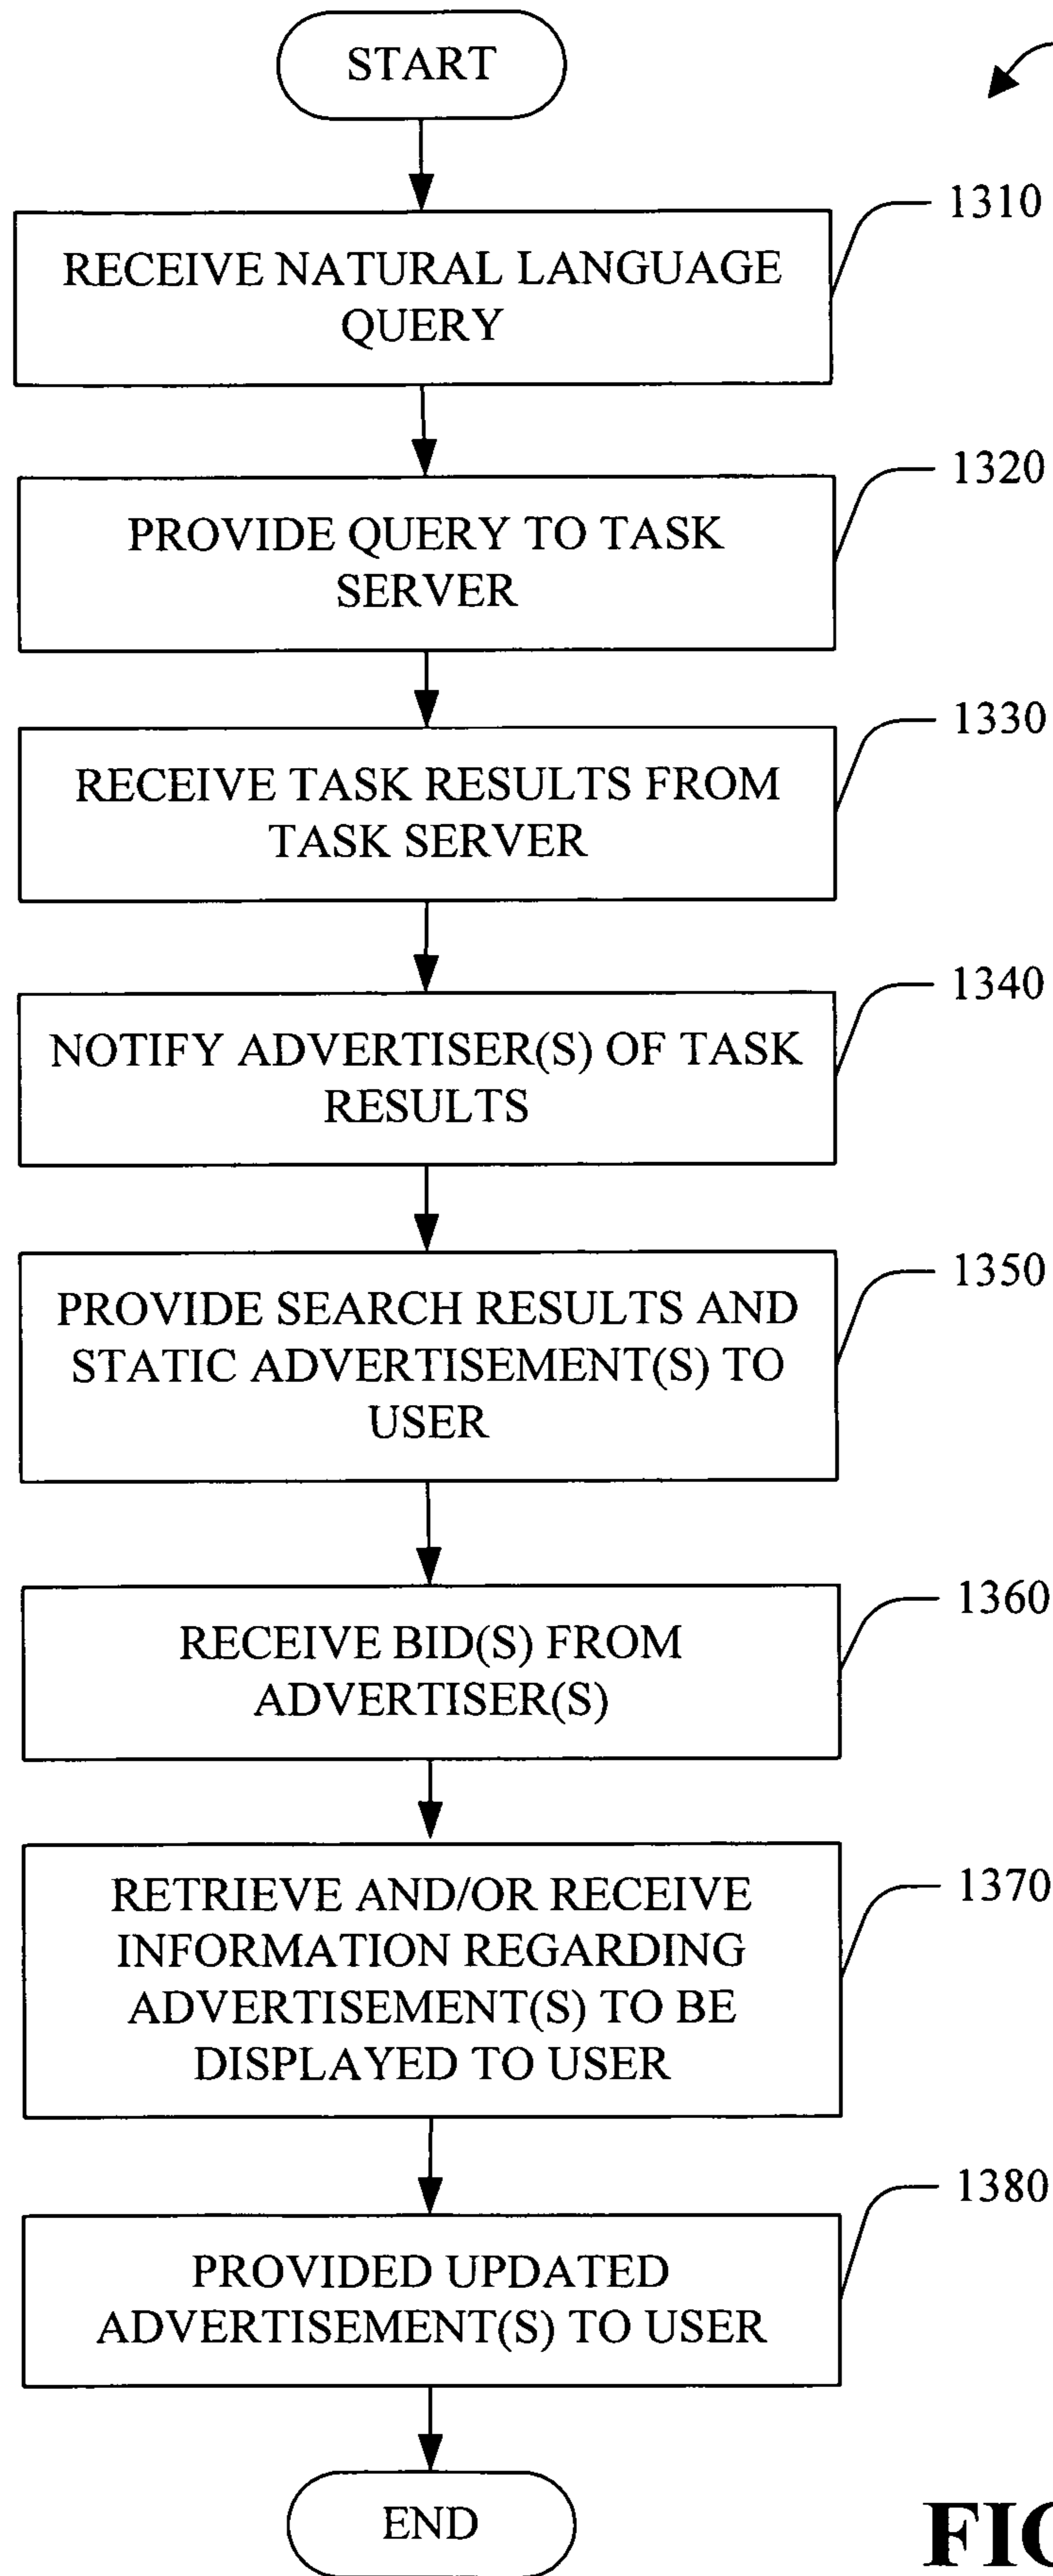 START
1310
RECEIVE NATURAL LANGUAGE
QUERY
1320
PROVIDE QUERY TO TASK
SERVER
1330
RECEIVE TASK RESULTS FROM
TASK SERVER
1340
NOTIFY ADVERTISER(S) OF TASK
RESULTS
1350
PROVIDE SEARCH RESULTS AND
STATIC ADVERTISEMENT(S) TO
USER
1360
RECEIVE BID(S) FROM
ADVERTISER(S)
1370
RETRIEVE AND/OR RECEIVE
INFORMATION REGARDING
ADVERTISEMENT(S) TO BE
DISPLAYED TO USER
1380
PROVIDED UPDATED
ADVERTISEMENT(S) TO USER
END